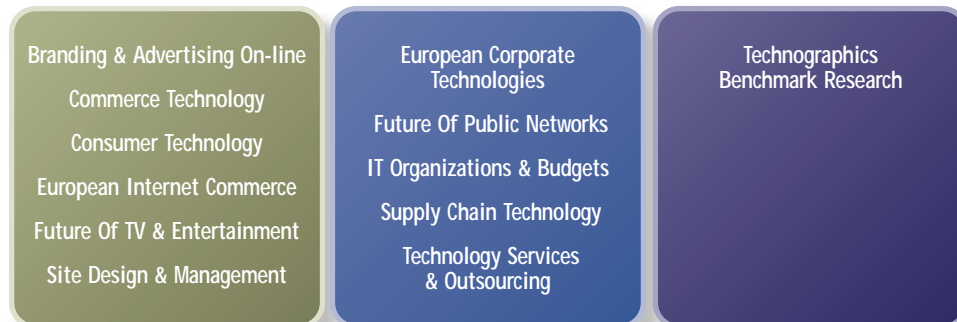 Branding & Advertising On-line
Commerce Technology
Consumer Technology
European Internet Commerce
Future Of TV & Entertainment
Site Design & Management
European Corporate
Technologies
Future Of Public Networks
IT Organizations & Budgets
Supply Chain Technology
Technology Services
& Outsourcing
Technographics
Benchmark Research